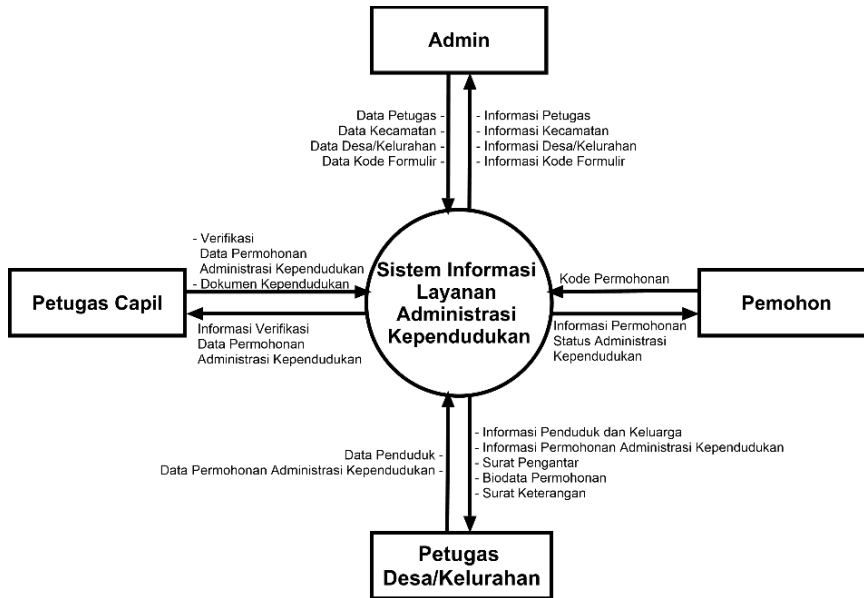 Admin
Data Petugas -
Data Kecamatan -
Data Desa/Kelurahan -
Data Kode Formulir -
- Informasi Petugas
- Informasi Kecamatan
- Informasi Desa/Kelurahan
- Informasi Kode Formulir
- Verifikasi
Data Permohonan
Administrasi Kependudukan
- Dokumen Kependudukan
Petugas Capil
Informasi Verifikasi
Data Permohonan
Administrasi Kependudukan
Sistem Informasi
Layanan
Administrasi
Kependudukan
Kode Permohonan
Pemohon
Informasi Permohonan
Status Administrasi
Kependudukan
Data Penduduk -
Data Permohonan Administrasi Kependudukan -
- Informasi Penduduk dan Keluarga
- Informasi Permohonan Administrasi Kependudukan
- Surat Pengantar
- Biodata Permohonan
- Surat Keterangan
Petugas
Desa/Kelurahan